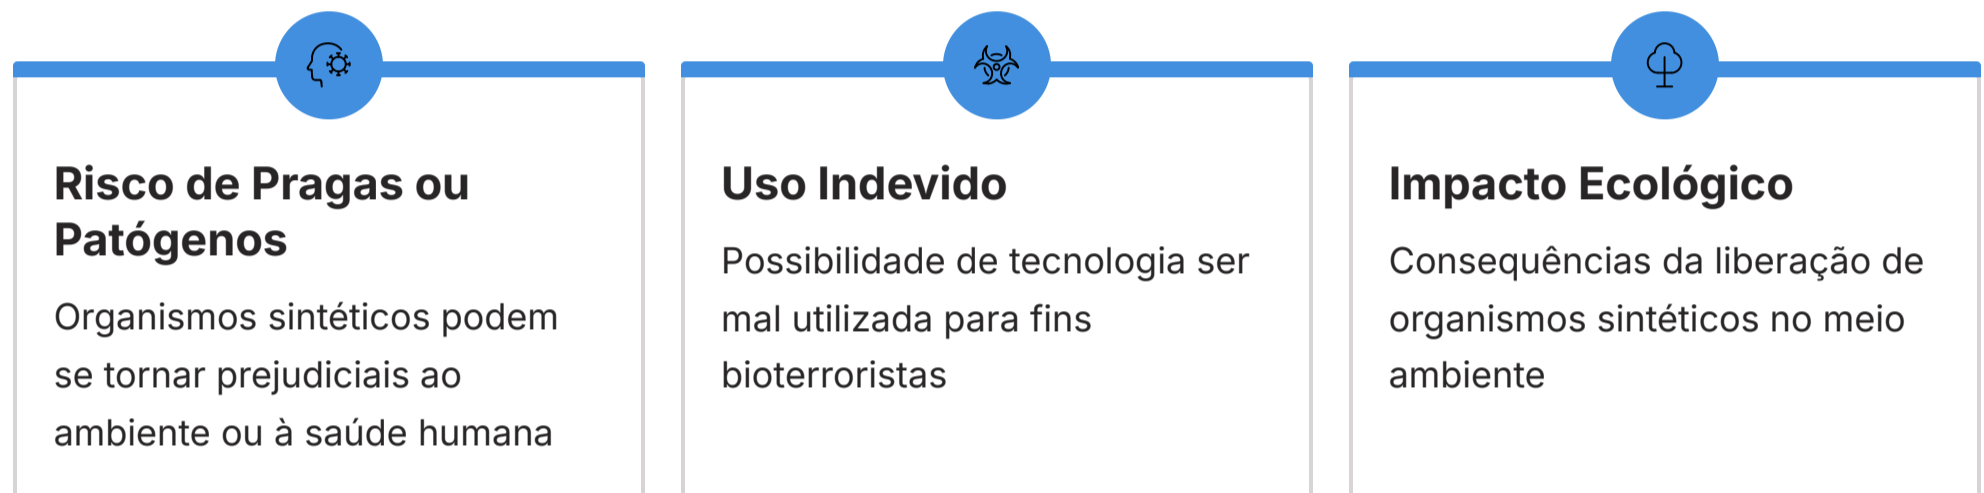 Risco de Pragas ou
Patógenos
Organismos sintéticos podem
se tornar prejudiciais ao
ambiente ou à saúde humana
Uso Indevido
Possibilidade de tecnologia ser
mal utilizada para fins
bioterroristas
Impacto Ecológico
Consequências da liberação de
organismos sintéticos no meio
ambiente